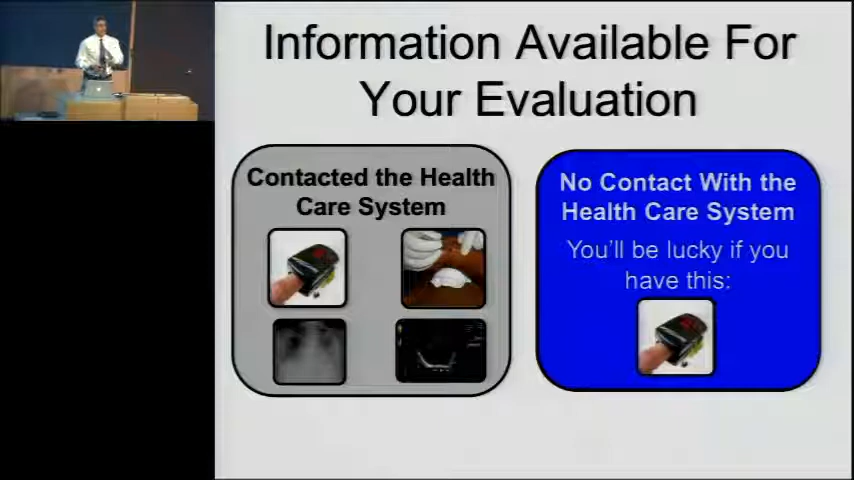 Information Available For
Your Evaluation
Contacted the Health
Care System
No Contact With the
Health Care System
You'll be lucky if you
have this: